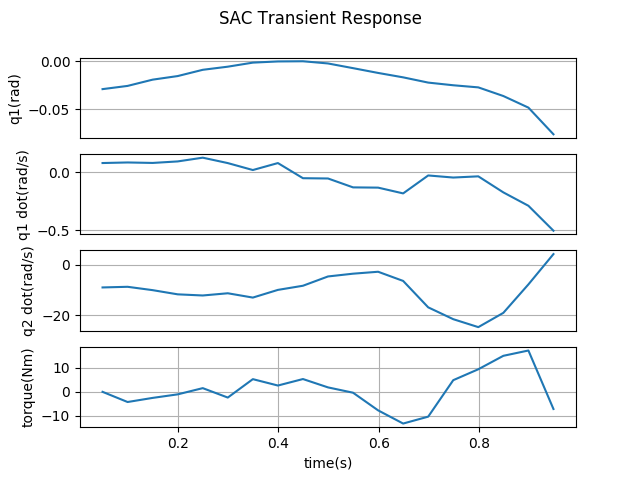 SAC Transient Response
0.00
−0.05
q1(rad)
0.0
−0.5
q1 dot(rad/s)
0
−20
q2 dot(rad/s)
10
0
−10
torque(Nm)
0.2 0.4 0.6 0.8
time(s)